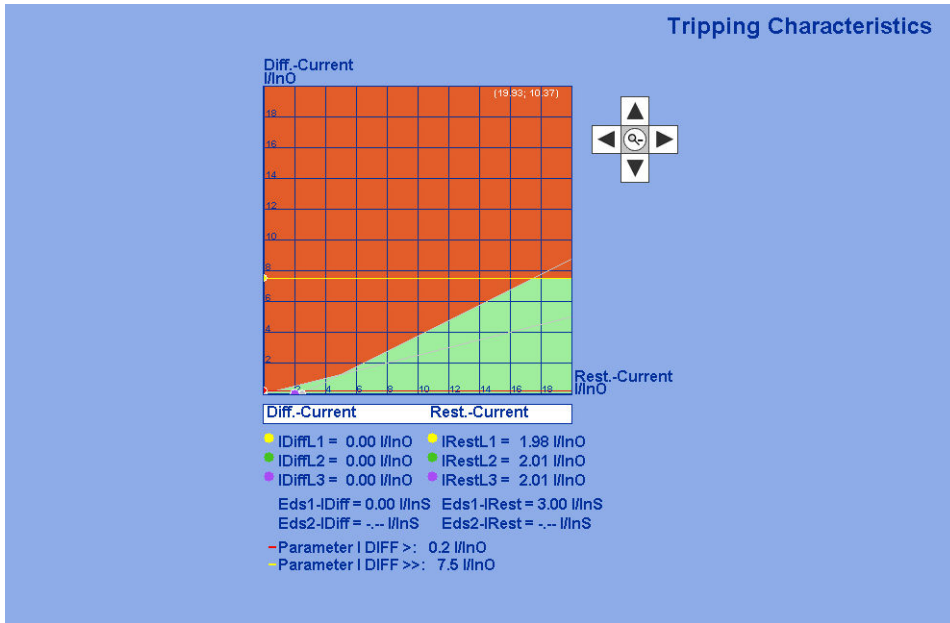 Tripping Characteristics
Diff.-Current
I/InO
(19.93; 10.37)
18
16
14
12
10
8
6
4
2
2 4 6 8 10 12 14 16 18
Rest.-Current
I/InO
Diff.-Current Rest.-Current
IDiffL1 = 0.00 I/InO IRestL1 = 1.98 I/InO
IDiffL2 = 0.00 I/InO IRestL2 = 2.01 I/InO
IDiffL3 = 0.00 I/InO IRestL3 = 2.01 I/InO
Eds1-IDiff = 0.00 I/InS Eds1-IRest = 3.00 I/InS
Eds2-IDiff = -.-- I/InS Eds2-IRest = -.-- I/InS
Parameter I DIFF >: 0.2 I/InO
Parameter I DIFF >>: 7.5 I/InO